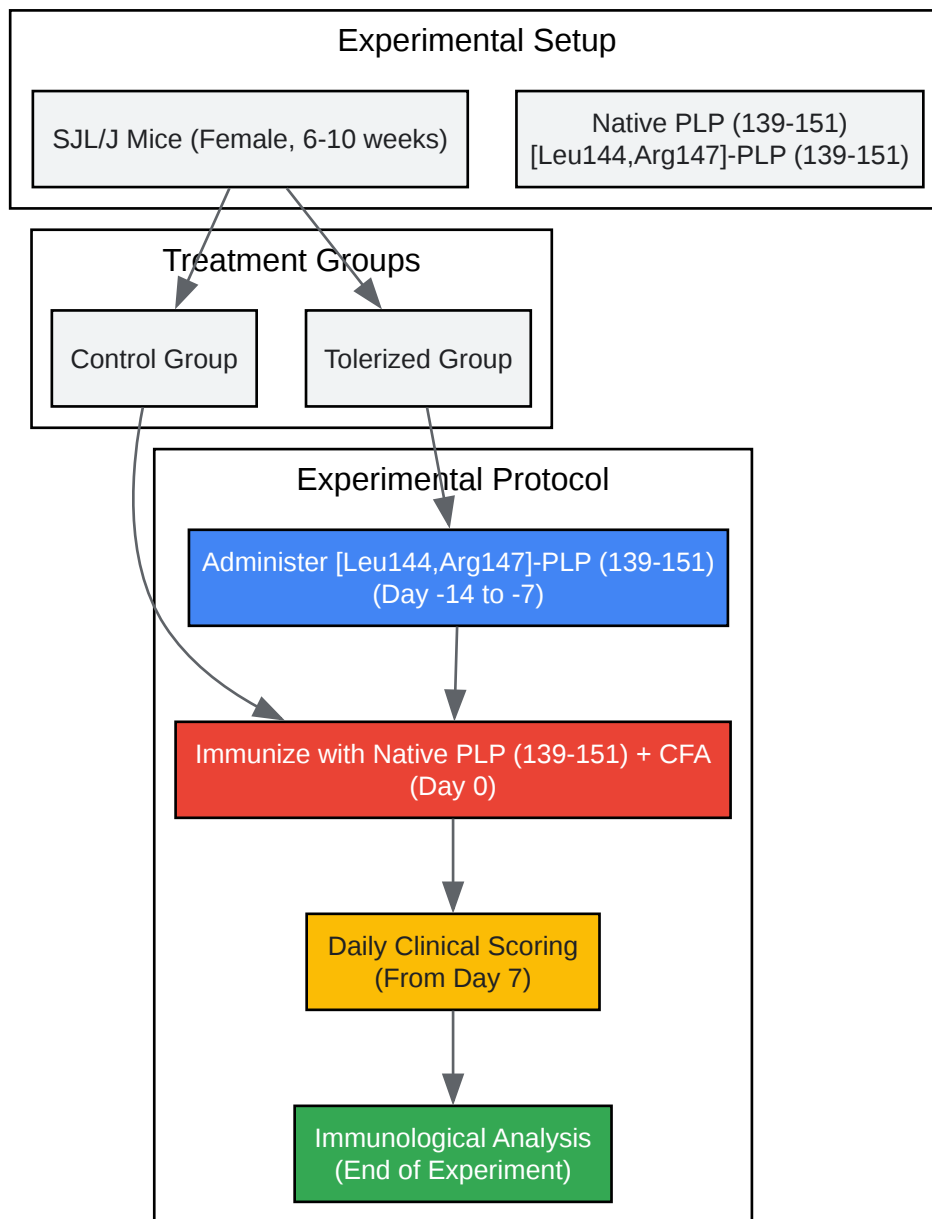 Experimental Setup
SJL/J Mice (Female, 6-10 weeks)
Native PLP (139-151)
[Leu144,Arg147]-PLP (139-151)
Treatment Groups
Control Group
Tolerized Group
Experimental Protocol
Administer [Leu144,Arg147]-PLP (139-151)
(Day -14 to -7)
Immunize with Native PLP (139-151) + CFA
(Day 0)
Daily Clinical Scoring
(From Day 7)
Immunological Analysis
(End of Experiment)